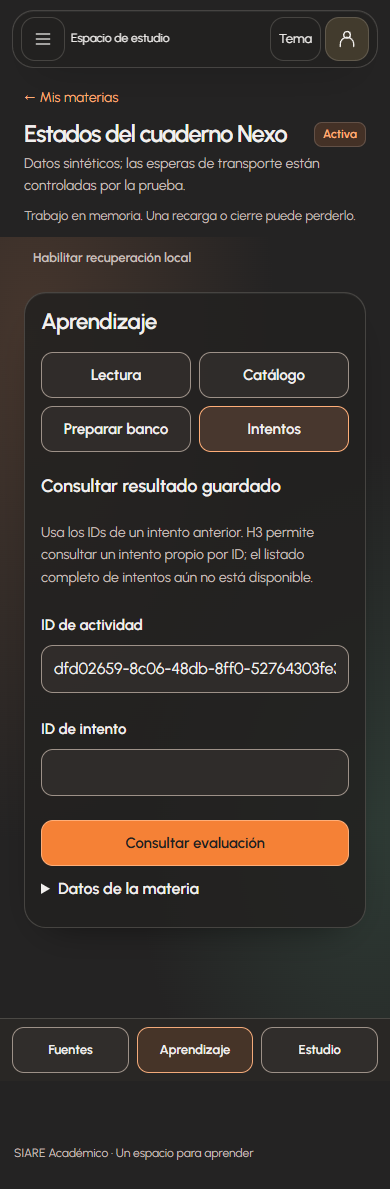 Espacio de estudio
Tema
← Mis materias
Estados del cuaderno Nexo
Activa
Datos sintéticos; las esperas de transporte están
controladas por la prueba.
Trabajo en memoria. Una recarga o cierre puede perderlo.
Habilitar recuperación local
Aprendizaje
Lectura
Catálogo
Preparar banco
Intentos
Consultar resultado guardado
Usa los IDs de un intento anterior. H3 permite
consultar un intento propio por ID; el listado
completo de intentos aún no está disponible.
ID de actividad
dfd02659-8c06-48db-8ff0-52764303fe
ID de intento
Consultar evaluación
Datos de la materia
Fuentes
Aprendizaje
Estudio
SIARE Académico · Un espacio para aprender